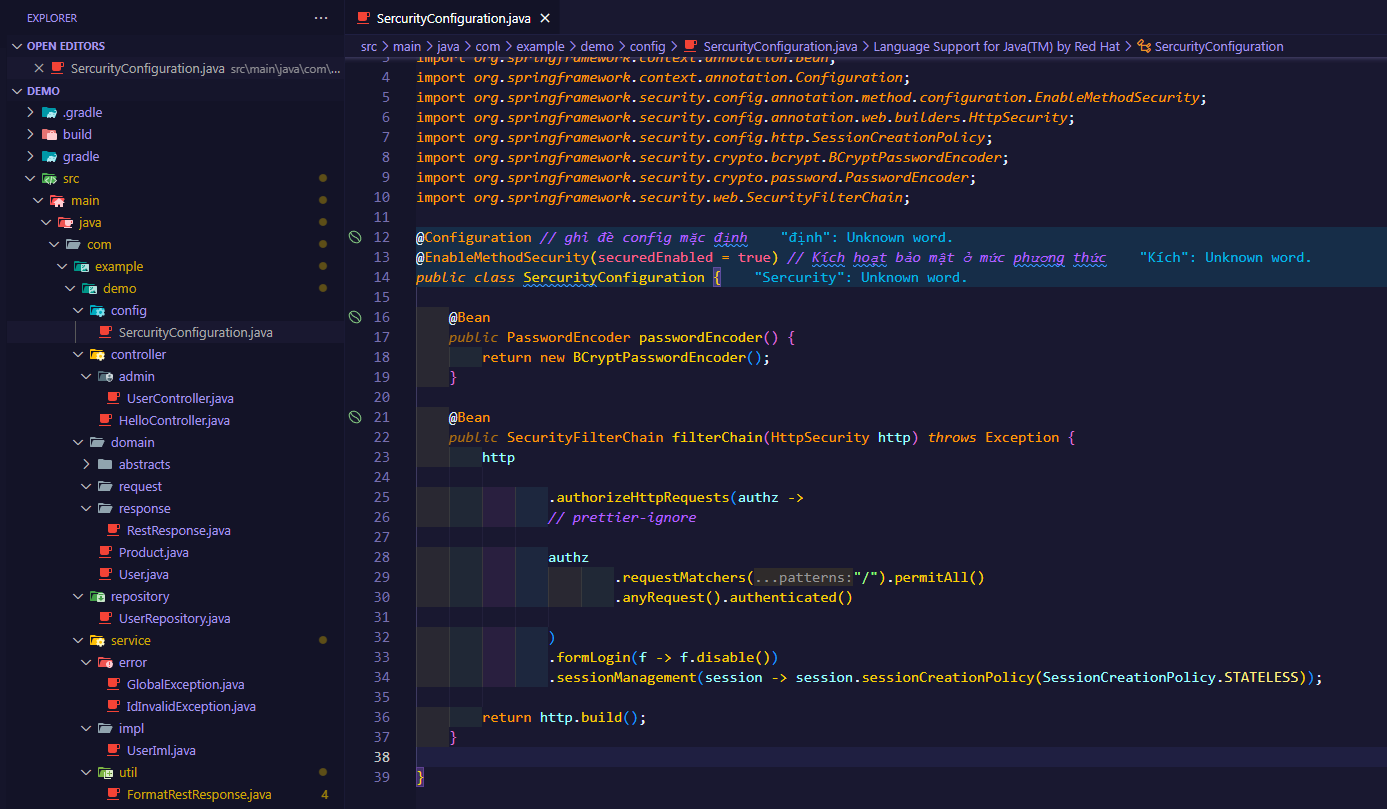 EXPLORER
OPEN EDITORS
SercurityConfiguration.java src\main\java\com\...
DEMO
.gradle
build
gradle
src
main
java
com
example
demo
config
SercurityConfiguration.java
controller
admin
UserController.java
HelloController.java
domain
abstracts
request
response
RestResponse.java
Product.java
User.java
repository
UserRepository.java
service
error
GlobalException.java
IdInvalidException.java
impl
UserIml.java
util
FormatRestResponse.java 4
SercurityConfiguration.java
src > main > java > com > example > demo > config > SercurityConfiguration.java > Language Support for Java(TM) by Red Hat > SercurityConfiguration
3 import org.springframework.context.annotation.Bean;
4 import org.springframework.context.annotation.Configuration;
5 import org.springframework.security.config.annotation.method.configuration.EnableMethodSecurity;
6 import org.springframework.security.config.annotation.web.builders.HttpSecurity;
7 import org.springframework.security.config.http.SessionCreationPolicy;
8 import org.springframework.security.crypto.bcrypt.BCryptPasswordEncoder;
9 import org.springframework.security.crypto.password.PasswordEncoder;
10 import org.springframework.security.web.SecurityFilterChain;
11
12 @Configuration // ghi đè config mặc định "định": Unknown word.
13 @EnableMethodSecurity(securedEnabled = true) // Kích hoạt bảo mật ở mức phương thức "Kích": Unknown word.
14 public class SercurityConfiguration { "Sercurity": Unknown word.
15
16 @Bean
17 public PasswordEncoder passwordEncoder() {
18 return new BCryptPasswordEncoder();
19 }
20
21 @Bean
22 public SecurityFilterChain filterChain(HttpSecurity http) throws Exception {
23 http
24
25 .authorizeHttpRequests(authz ->
26 // prettier-ignore
27
28 authz
29 .requestMatchers(...patterns:"/").permitAll()
30 .anyRequest().authenticated()
31
32 )
33 .formLogin(f -> f.disable())
34 .sessionManagement(session -> session.sessionCreationPolicy(SessionCreationPolicy.STATELESS));
35
36 return http.build();
37 }
38
39 }